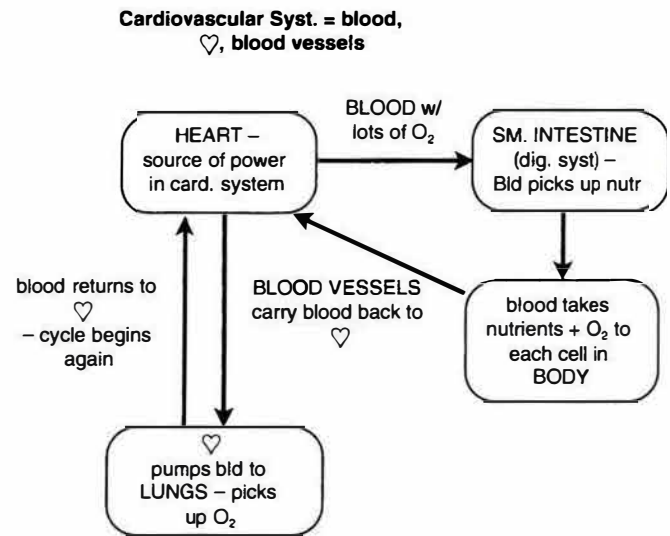 Cardiovascular Syst. = blood,
♡, blood vessels
HEART –
source of power
in card. system
BLOOD w/
lots of O₂
SM. INTESTINE
(dig. syst) –
Bld picks up nutr
blood takes
nutrients + O₂ to
each cell in
BODY
BLOOD VESSELS
carry blood back to
♡
blood returns to
♡
– cycle begins
again
♡
pumps bld to
LUNGS – picks
up O₂